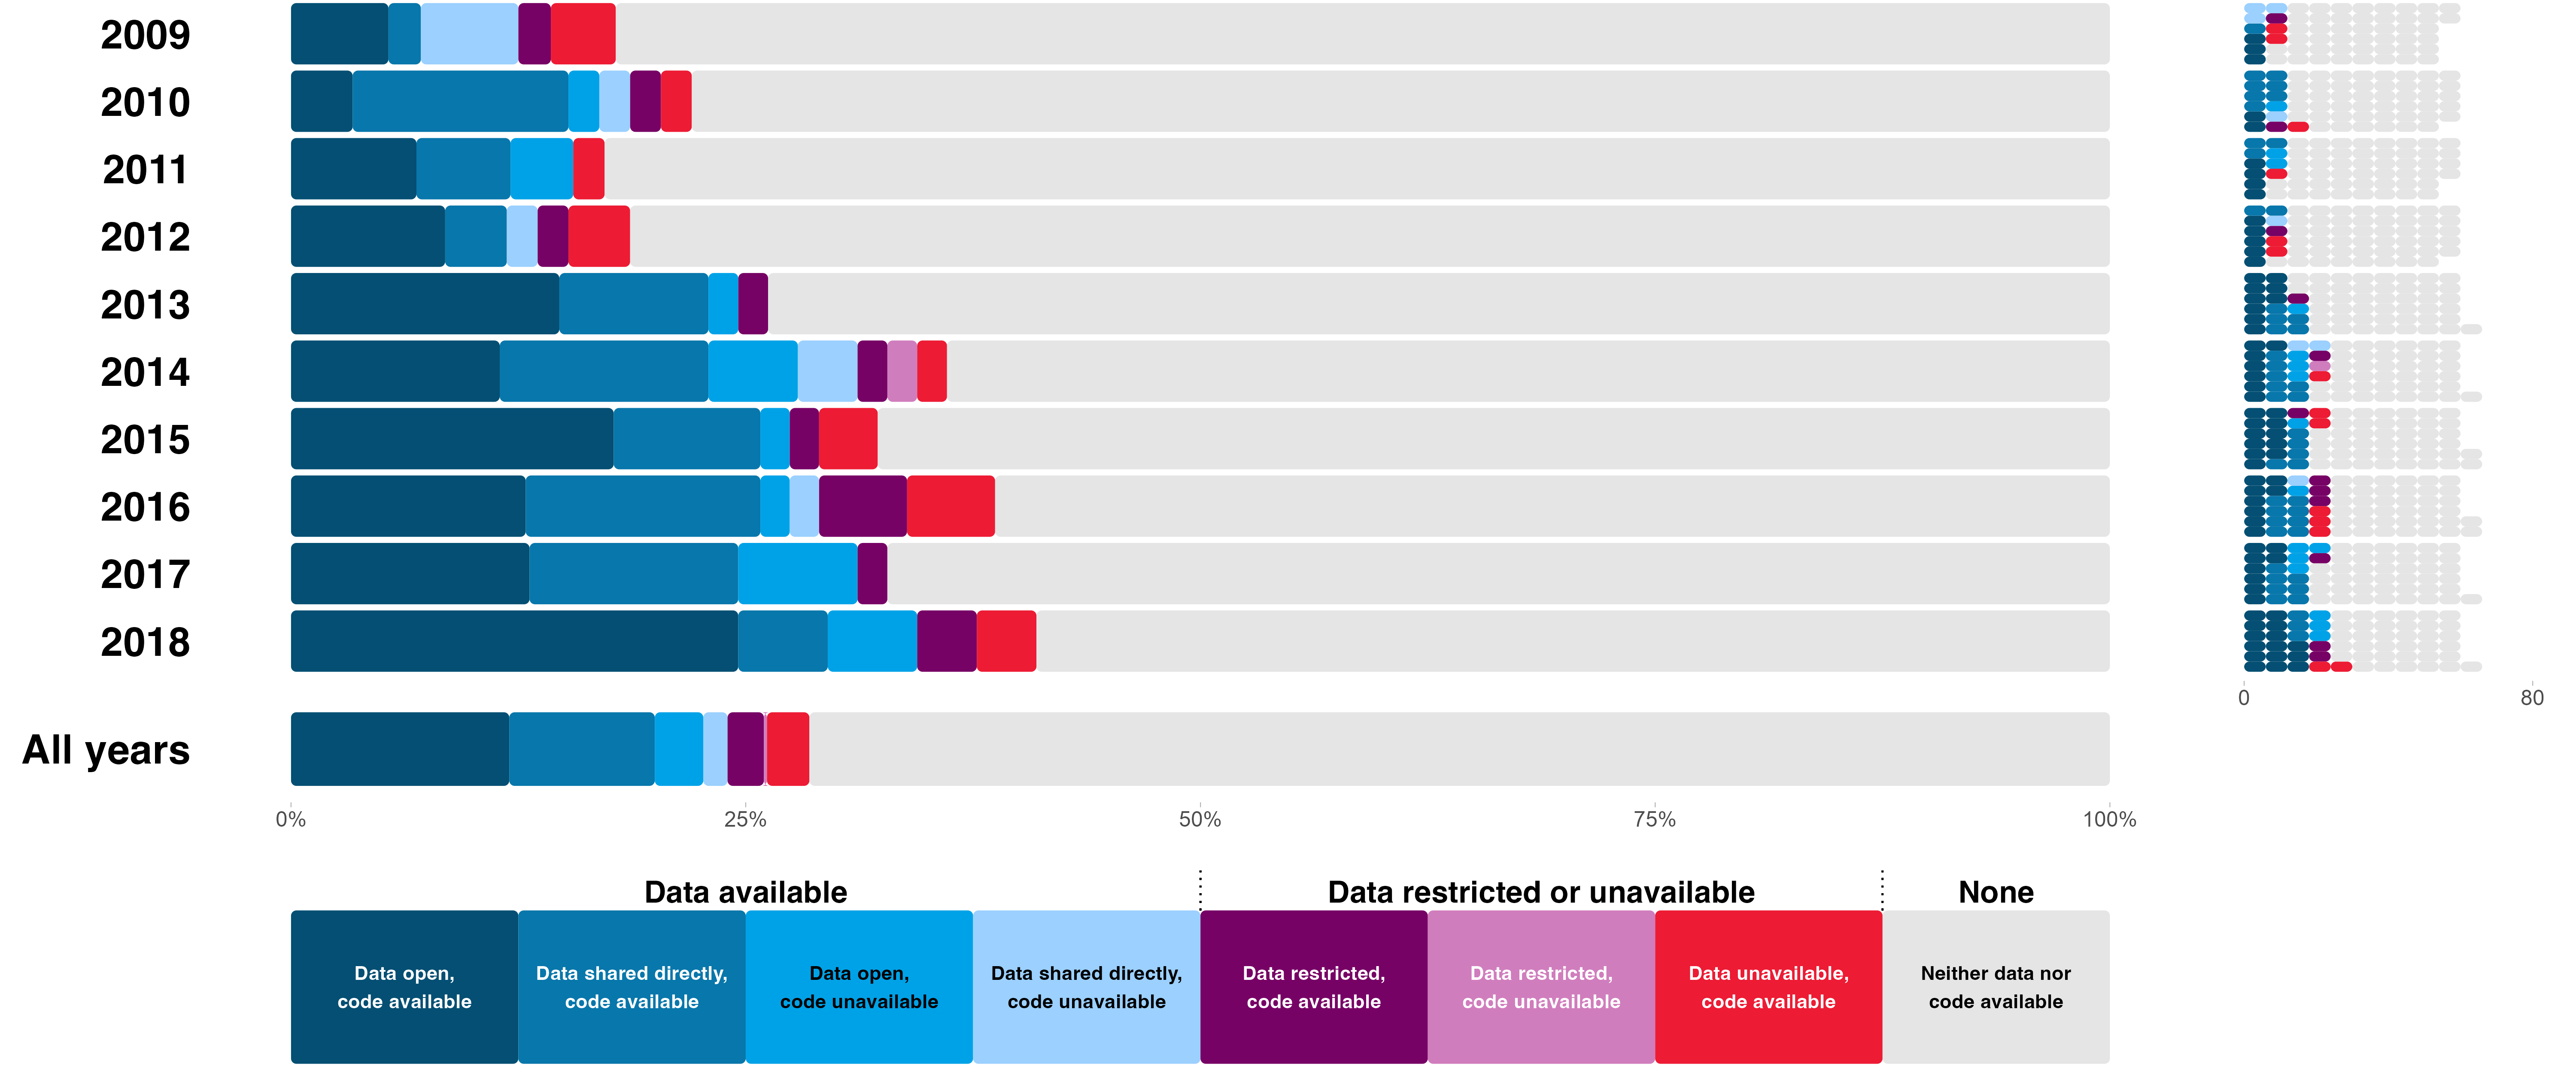 2009
2010
2011
2012
2013
2014
2015
2016
2017
2018
0 80
All years
0% 25% 50% 75% 100%
Data available Data restricted or unavailable None
Data open, Data shared directly, Data open, Data shared directly, Data restricted, Data restricted, Data unavailable, Neither data nor
code available code available code unavailable code unavailable code available code unavailable code available code available